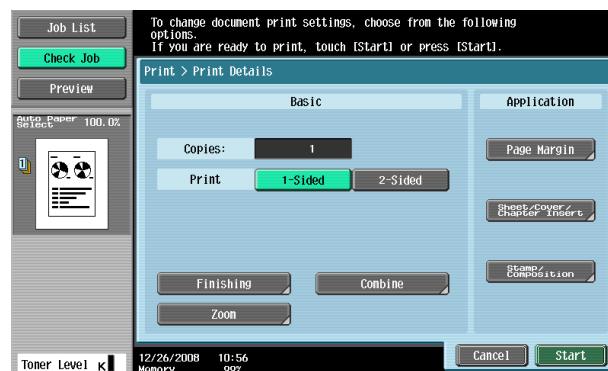 Job List
Check Job
Preview
Auto Paper
Select 100.0%
To change document print settings, choose from the following
options.
If you are ready to print, touch [Start] or press [Start].
Print > Print Details
Basic
Copies: 1
Print 1-Sided 2-Sided
Finishing Combine
Zoom
Application
Page Margin
Sheet/Cover/
Chapter Insert
Stamp/
Composition
Toner Level K
12/26/2008 10:56
Memory 99%
Cancel Start